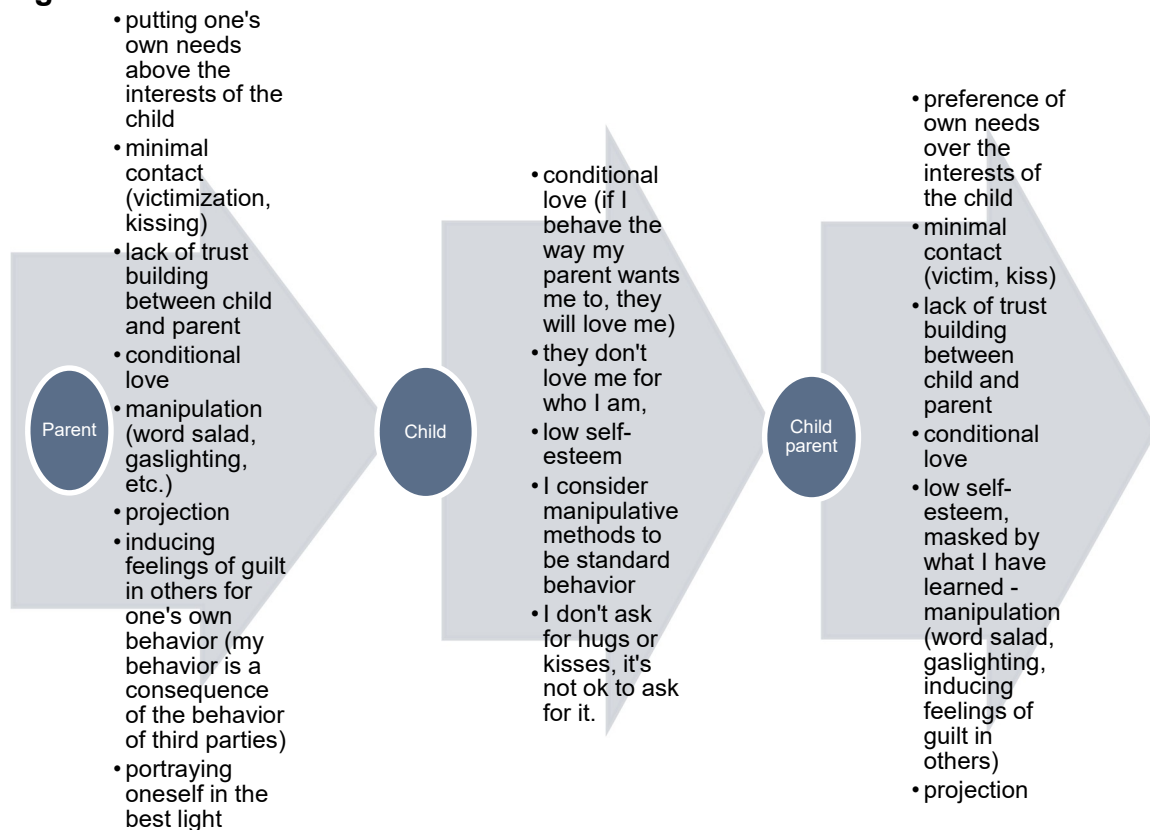 • putting one's
own needs
above the
interests of the
child
• minimal
contact
(victimization,
kissing)
• lack of trust
building
between child
and parent
• conditional
love
• manipulation
(word salad,
gaslighting,
etc.)
• projection
• inducing
feelings of guilt
in others for
one's own
behavior (my
behavior is a
consequence
of the behavior
of third parties)
• portraying
oneself in the
best light
Parent
• conditional
love (if I
behave the
way my
parent wants
me to, they
will love me)
• they don't
love me for
who I am,
• low self-
esteem
• I consider
manipulative
methods to
be standard
behavior
• I don't ask
for hugs or
kisses, it's
not ok to ask
for it.
Child
• preference of
own needs
over the
interests of
the child
• minimal
contact
(victim, kiss)
• lack of trust
building
between
child and
parent
• conditional
love
• low self-
esteem,
masked by
what I have
learned -
manipulation
(word salad,
gaslighting,
inducing
feelings of
guilt in
others)
• projection
Child
parent